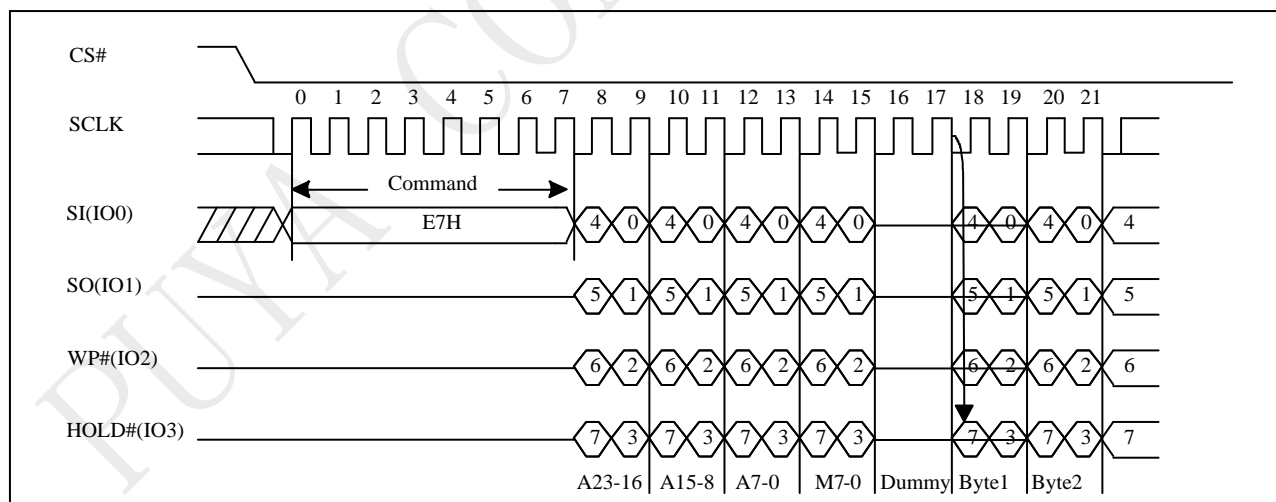 PUYA CO
CS#
0 1 2 3 4 5 6 7 8 9 10 11 12 13 14 15 16 17 18 19 20 21
SCLK
Command
SI(IO0)
E7H
4 0 4 0 4 0 4 0 4 0 4 0 4
SO(IO1)
5 1 5 1 5 1 5 1 5 1 5 1 5
WP#(IO2)
6 2 6 2 6 2 6 2 6 2 6 2 6
HOLD#(IO3)
7 3 7 3 7 3 7 3 7 3 7 3 7
A23-16 A15-8 A7-0 M7-0 Dummy Byte1 Byte2